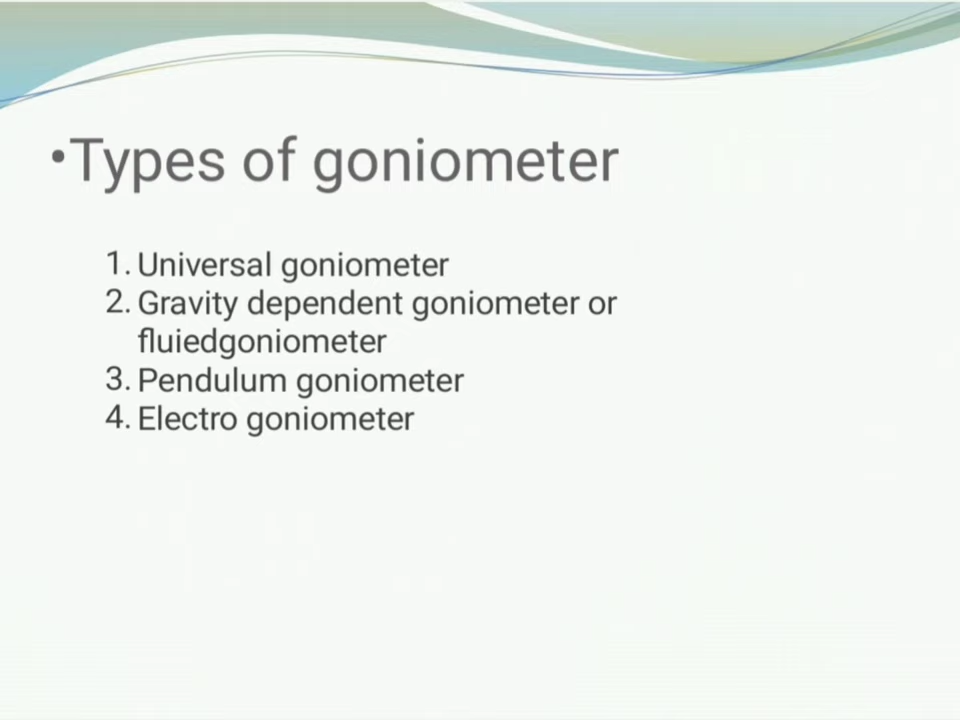 •Types of goniometer
1. Universal goniometer
2. Gravity dependent goniometer or
fluiedgoniometer
3. Pendulum goniometer
4. Electro goniometer